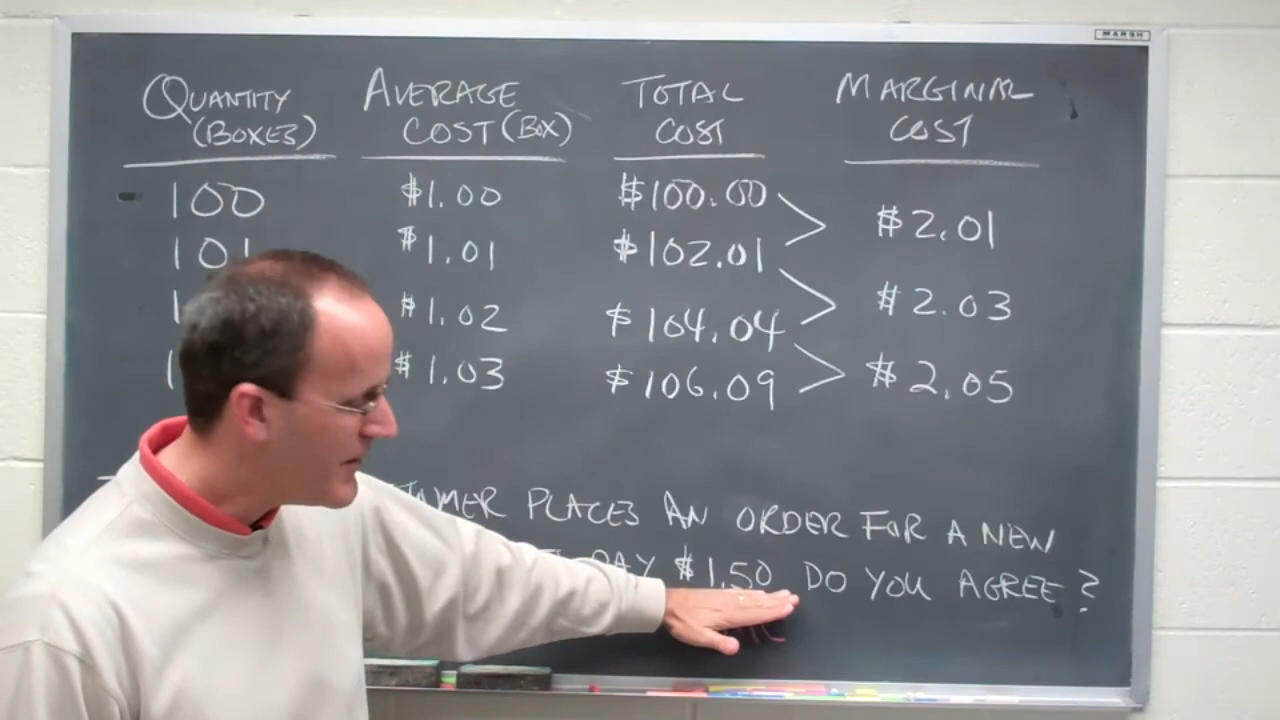 MARSH
QUANTITY (BOXES) AVERAGE COST (BOX) TOTAL COST MARGINAL COST
100 $1.00 $100.00
$2.01
101 $1.01 $102.01
$2.03
$1.02 $104.04
$2.05
$1.03 $106.09
PLACES AN ORDER FOR A NEW
$1.50 DO YOU AGREE?